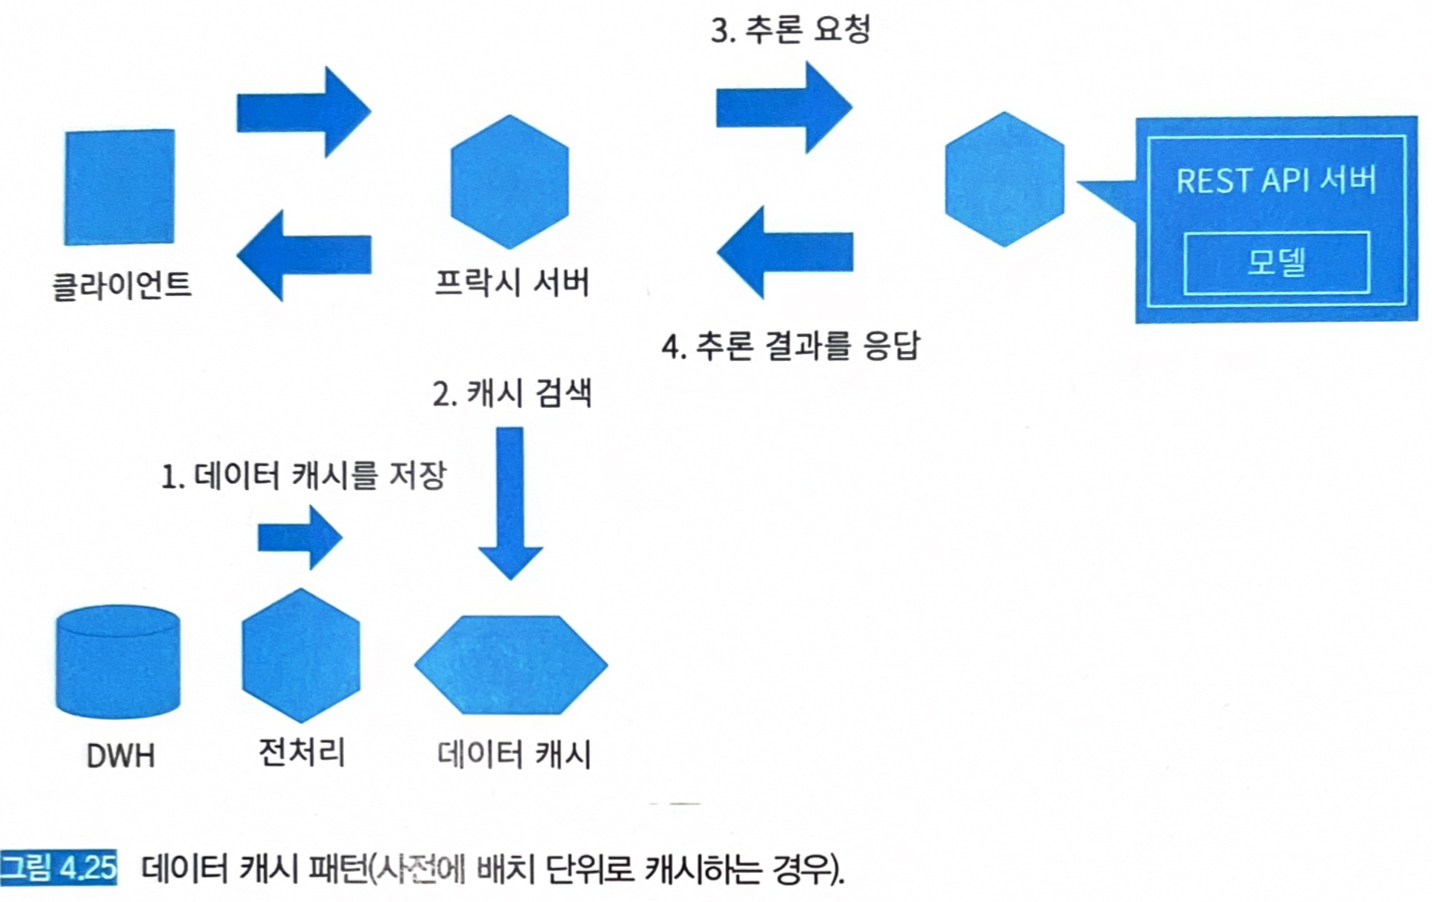 3. 추론 요청
REST API 서버
모델
클라이언트
프락시 서버
4. 추론 결과를 응답
2. 캐시 검색
1. 데이터 캐시를 저장
DWH
전처리
데이터 캐시
그림 4.25 데이터 캐시 패턴(사전에 배치 단위로 캐시하는 경우).